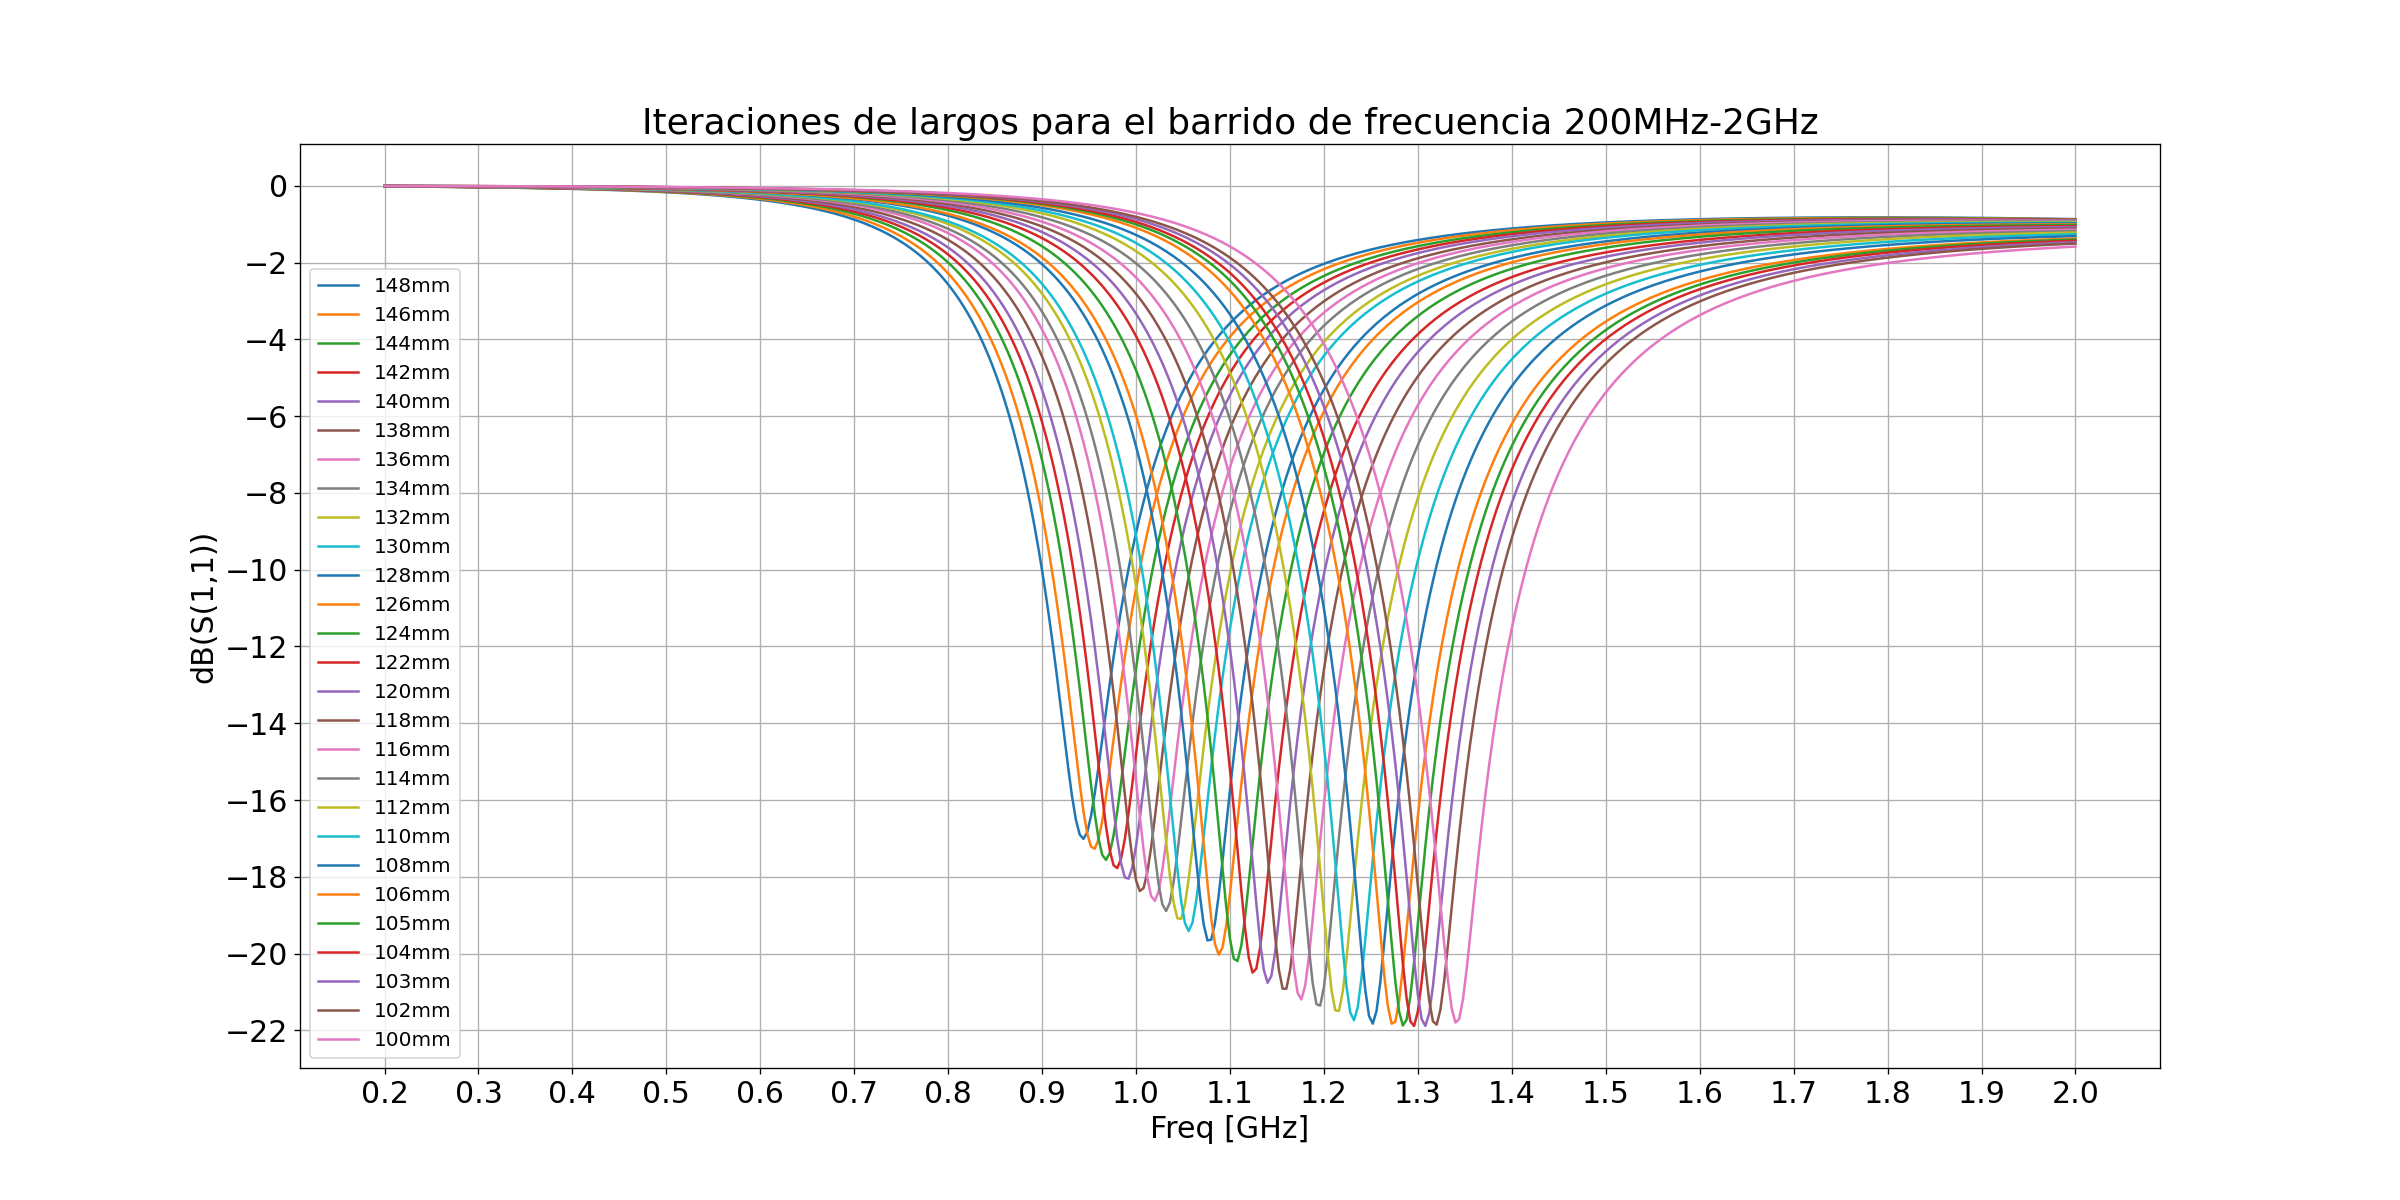 Iteraciones de largos para el barrido de frecuencia 200MHz-2GHz
0
−2
−4
−6
−8
−10
−12
−14
−16
−18
−20
−22
dB(S(1,1))
148mm
146mm
144mm
142mm
140mm
138mm
136mm
134mm
132mm
130mm
128mm
126mm
124mm
122mm
120mm
118mm
116mm
114mm
112mm
110mm
108mm
106mm
105mm
104mm
103mm
102mm
100mm
0.2 0.3 0.4 0.5 0.6 0.7 0.8 0.9 1.0 1.1 1.2 1.3 1.4 1.5 1.6 1.7 1.8 1.9 2.0
Freq [GHz]